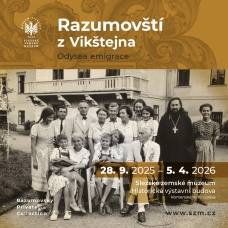 Razumovští
z Vikštejna
Odysea emigrace
28. 9. 2025 – 5. 4. 2026
Slezské zemské muzeum
Historická výstavní budova
Razumovsky
Private
Collection
www.szm.cz